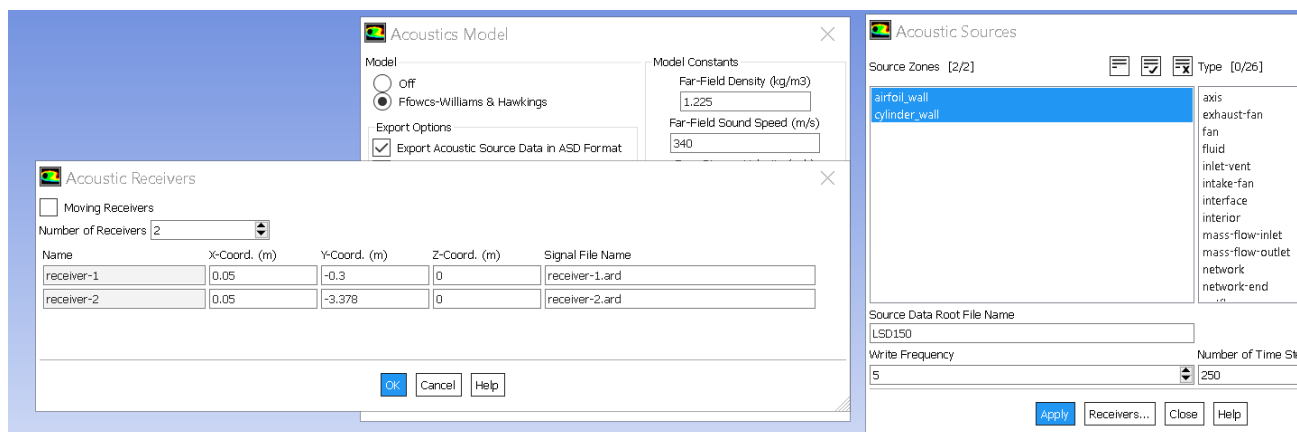 Acoustics Model
Model
Off
Ffowcs-Williams & Hawkings
Export Options
Export Acoustic Source Data in ASD Format
Model Constants
Far-Field Density (kg/m3)
1.225
Far-Field Sound Speed (m/s)
340
Acoustic Receivers
Moving Receivers
Number of Receivers 2
Name X-Coord. (m) Y-Coord. (m) Z-Coord. (m) Signal File Name
receiver-1 0.05 -0.3 0 receiver-1.ard
receiver-2 0.05 -3.378 0 receiver-2.ard
OK Cancel Help
Acoustic Sources
Source Zones [2/2] Type [0/26]
airfoil_wall
cylinder_wall
axis
exhaust-fan
fan
fluid
inlet-vent
intake-fan
interface
interior
mass-flow-inlet
mass-flow-outlet
network
network-end
Source Data Root File Name
LSD150
Write Frequency Number of Time St
5 250
Apply Receivers... Close Help